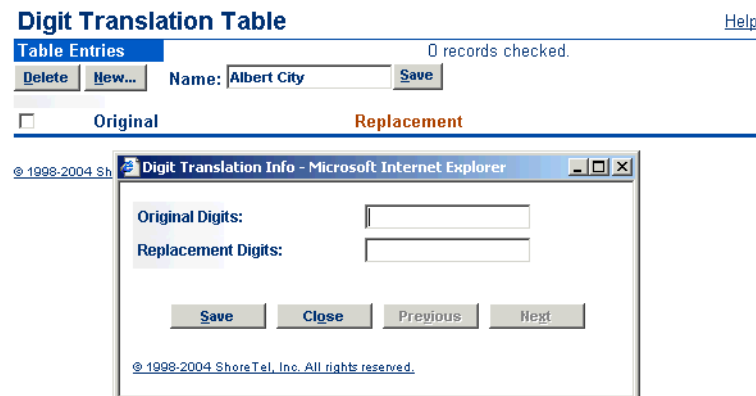 Digit Translation Table
Help
Table Entries
0 records checked.
Delete New... Name: Albert City Save
Original Replacement
© 1998-2004 Sh
Digit Translation Info - Microsoft Internet Explorer
Original Digits:
Replacement Digits:
Save Close Previous Next
© 1998-2004 ShoreTel, Inc. All rights reserved.